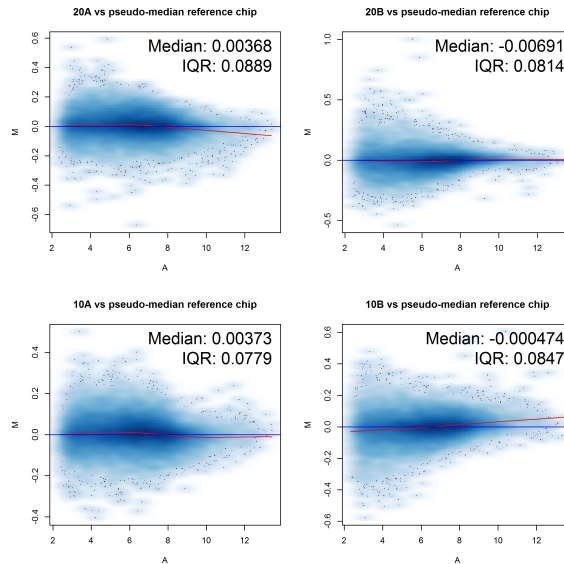 20A vs pseudo-median reference chip
Median: 0.00368
IQR: 0.0889
M
0.6
0.4
0.2
0.0
-0.2
-0.4
-0.6
2 4 6 8 10 12
A
20B vs pseudo-median reference chip
Median: -0.00691
IQR: 0.0814
M
1.0
0.5
0.0
-0.5
2 4 6 8 10 12
A
10A vs pseudo-median reference chip
Median: 0.00373
IQR: 0.0779
M
0.4
0.2
0.0
-0.2
-0.4
2 4 6 8 10 12
A
10B vs pseudo-median reference chip
Median: -0.000474
IQR: 0.0847
M
0.4
0.2
0.0
-0.2
-0.4
-0.6
2 4 6 8 10 12
A